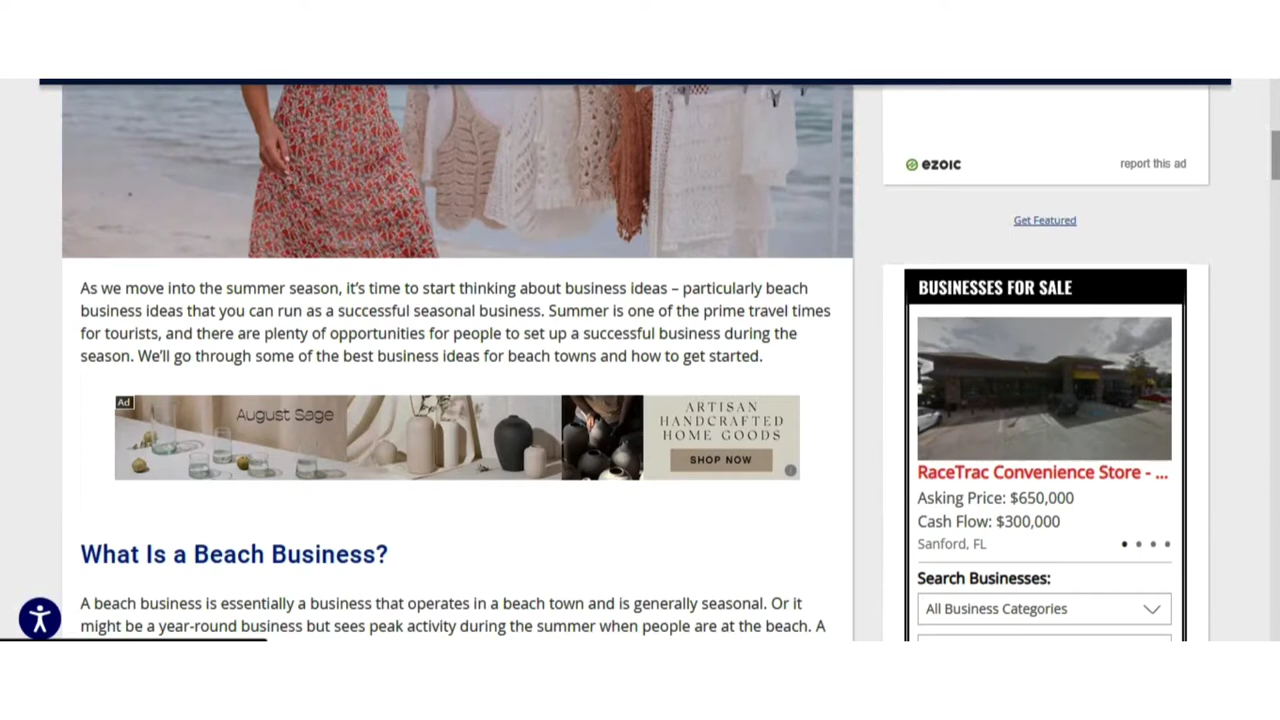 ezoic
report this ad
Get Featured
As we move into the summer season, it’s time to start thinking about business ideas – particularly beach
business ideas that you can run as a successful seasonal business. Summer is one of the prime travel times
for tourists, and there are plenty of opportunities for people to set up a successful business during the
season. We’ll go through some of the best business ideas for beach towns and how to get started.
Ad
August Sage
ARTISAN
HANDCRAFTED
HOME GOODS
SHOP NOW
What Is a Beach Business?
A beach business is essentially a business that operates in a beach town and is generally seasonal. Or it
might be a year-round business but sees peak activity during the summer when people are at the beach. A
BUSINESSES FOR SALE
RaceTrac Convenience Store - ...
Asking Price: $650,000
Cash Flow: $300,000
Sanford, FL
Search Businesses:
All Business Categories